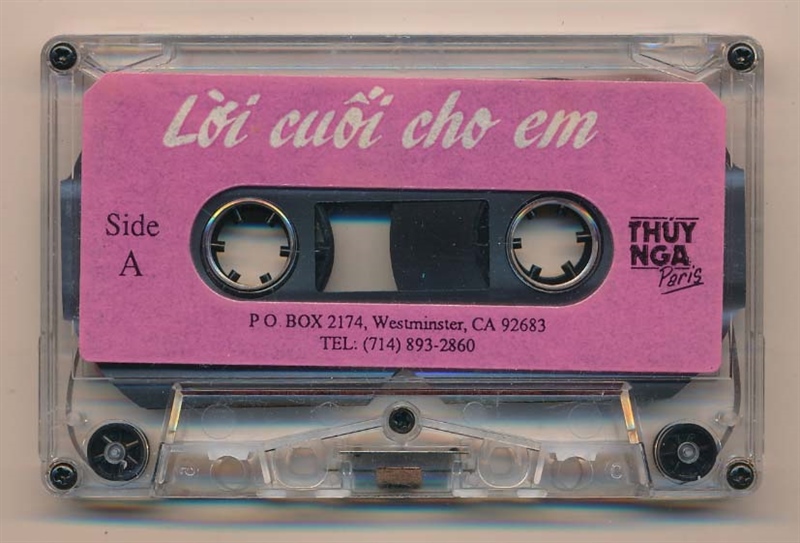 Lời cuối cho em
Side
A
THÚY
NGA
Paris
P O. BOX 2174, Westminster, CA 92683
TEL: (714) 893-2860